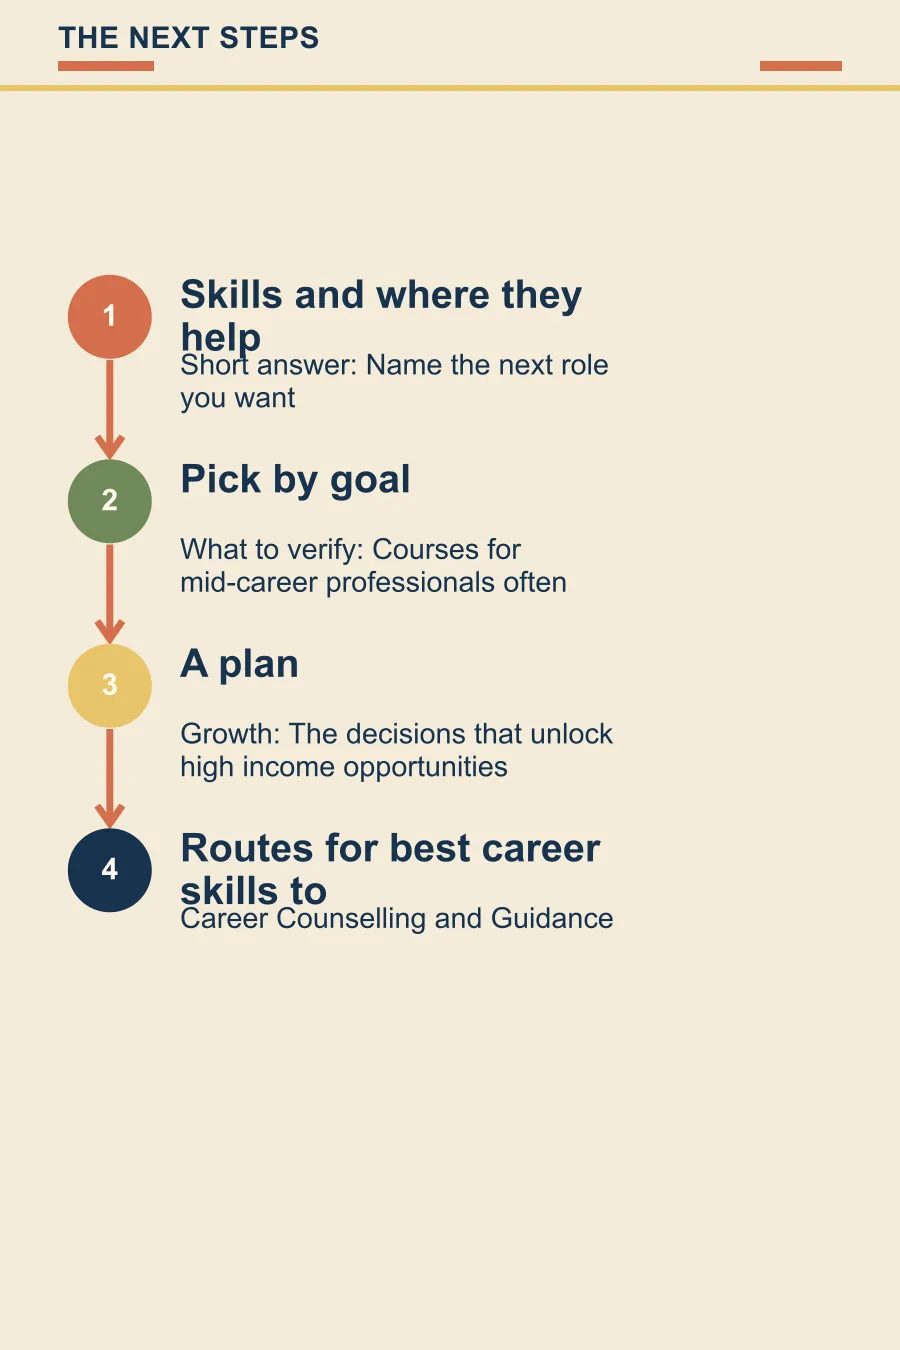 THE NEXT STEPS
1
Skills and where they
help
Short answer: Name the next role
you want
2
Pick by goal
What to verify: Courses for
mid-career professionals often
3
A plan
Growth: The decisions that unlock
high income opportunities
4
Routes for best career
skills to
Career Counselling and Guidance